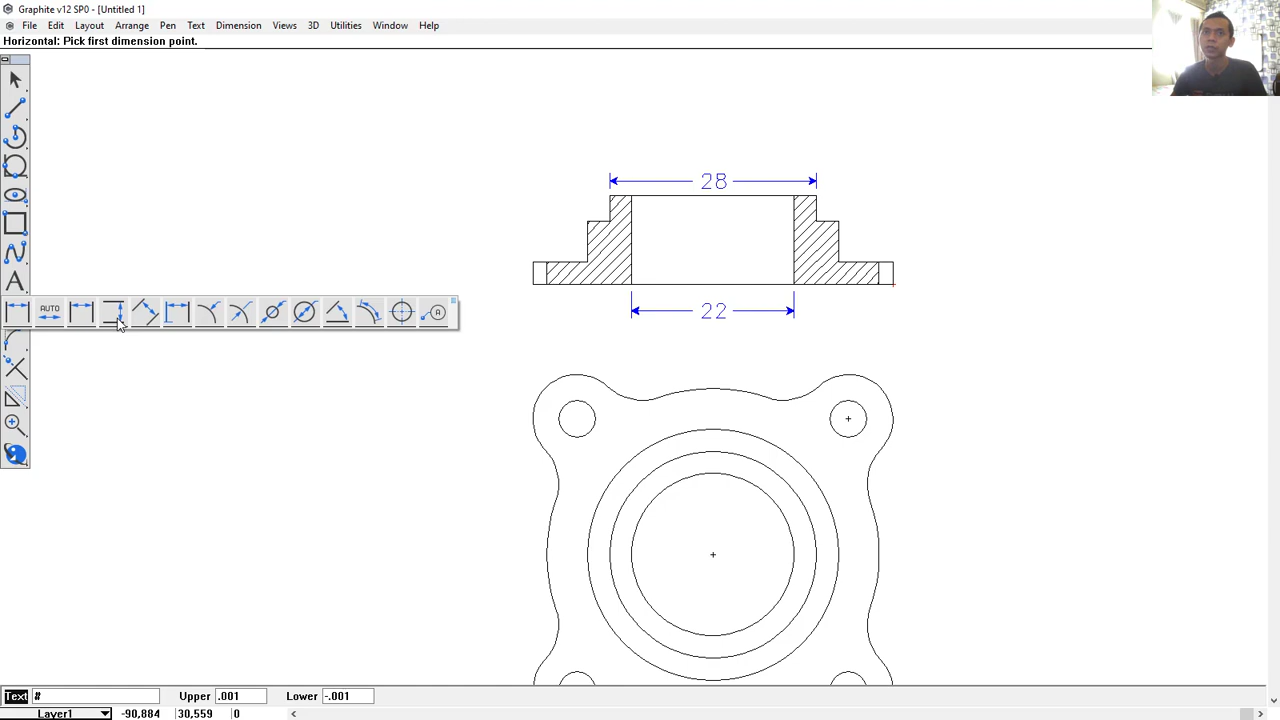 Graphite v12 SP0 - [Untitled 1]
File Edit Layout Arrange Pen Text Dimension Views 3D Utilities Window Help
Horizontal: Pick first dimension point.
28
AUTO
A
22
Text # Upper .001 Lower -.001
Layer1 -90,884 30,559 0